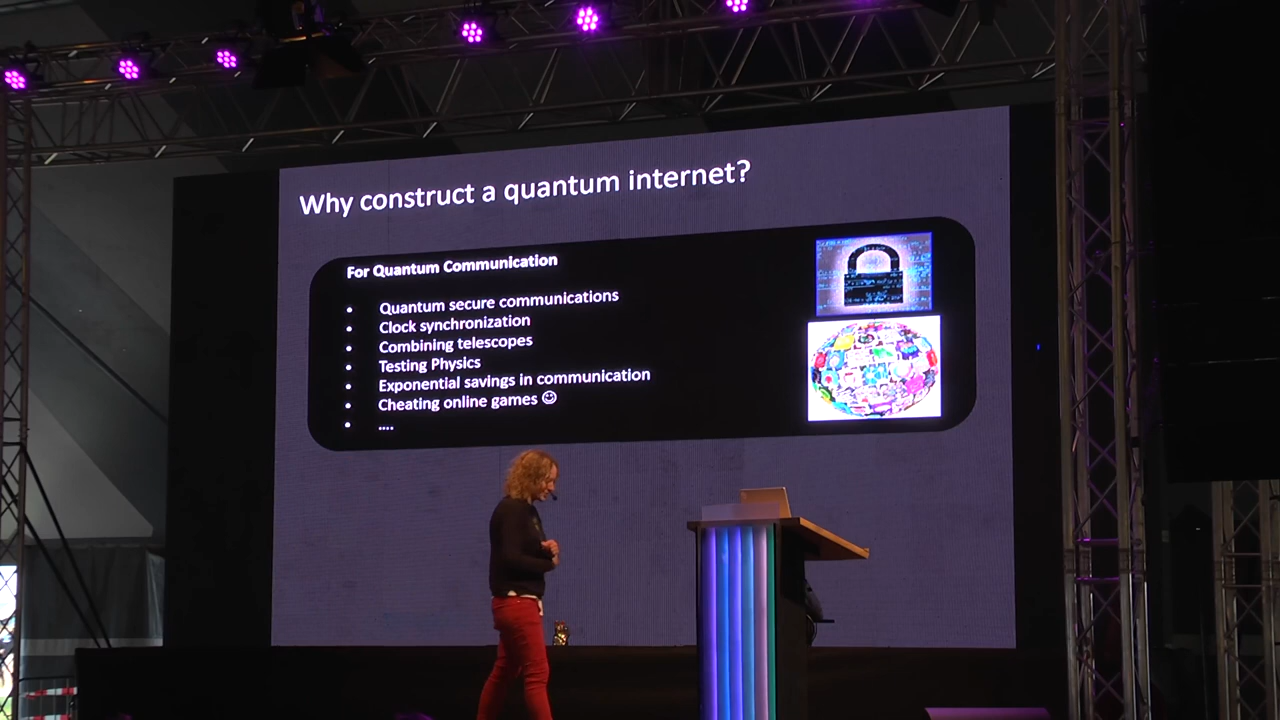 Why construct a quantum internet?
For Quantum Communication
• Quantum secure communications
• Clock synchronization
• Combining telescopes
• Testing Physics
• Exponential savings in communication
• Cheating online games ☺
• ....